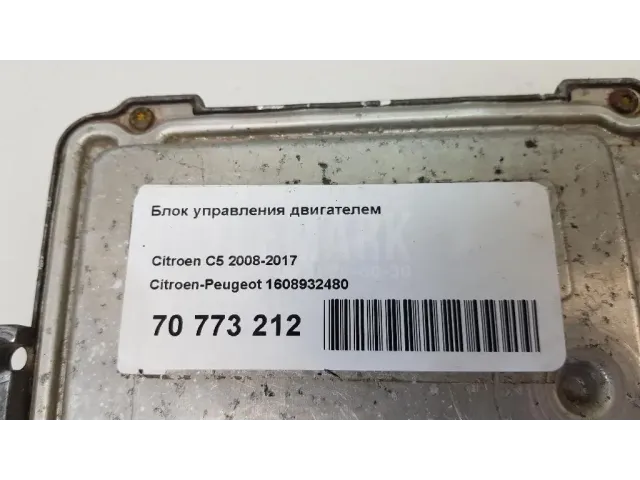 Блок управления двигателем
Citroen C5 2008-2017
Citroen-Peugeot 1608932480
70 773 212